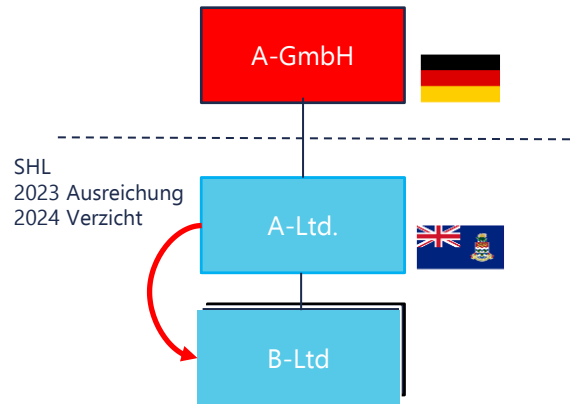 A-GmbH
SHL
2023 Ausreichung
2024 Verzicht
A-Ltd.
B-Ltd